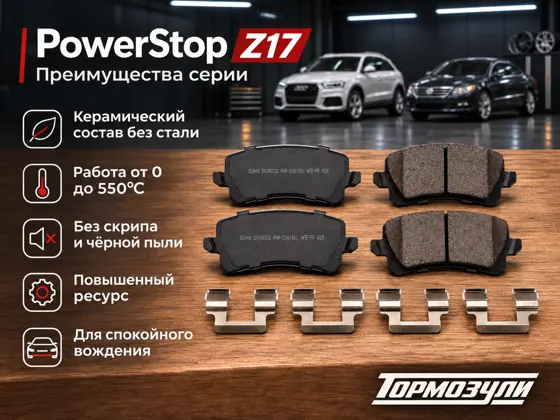 PowerStop Z17
Преимущества серии
Керамический
состав без стали
Работа от 0
до 550°C
Без скрипа
и чёрной пыли
Повышенный
ресурс
Для спокойного
вождения
ТОРМОЗУЛИ